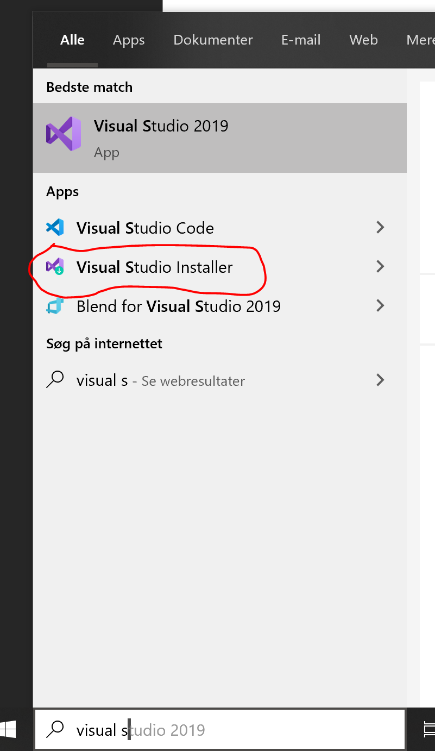 Alle Apps Dokumenter E-mail Web Mere
Bedste match
Visual Studio 2019
App
Apps
Visual Studio Code
Visual Studio Installer
Blend for Visual Studio 2019
Søg på internettet
visual s - Se webresultater
visual studio 2019